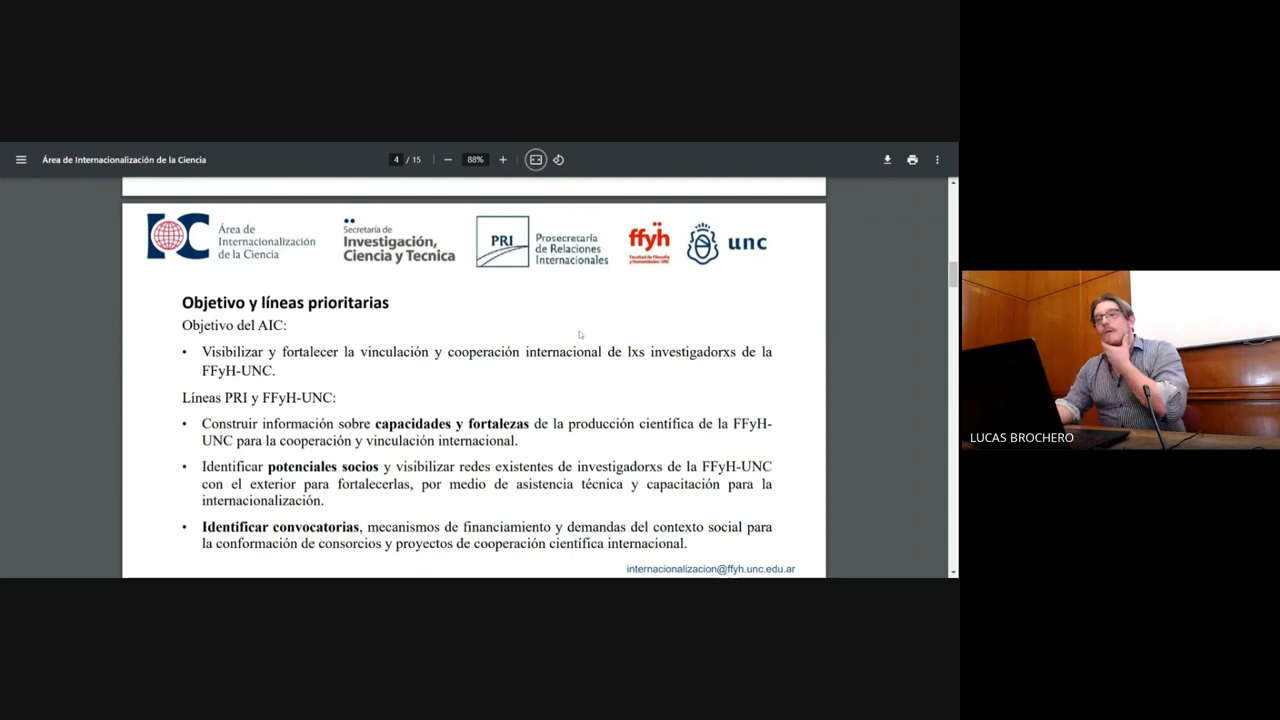 Área de Internacionalización de la Ciencia
4 / 15
88%
Área de
Internacionalización
de la Ciencia
Secretaría de
Investigación,
Ciencia y Tecnica
PRI
Prosecretaría
de Relaciones
Internacionales
ffyh
Facultad de Filosofía
y Humanidades UNC
unc
Objetivo y líneas prioritarias
Objetivo del AIC:
• Visibilizar y fortalecer la vinculación y cooperación internacional de lxs investigadorxs de la
FFyH-UNC.
Líneas PRI y FFyH-UNC:
• Construir información sobre capacidades y fortalezas de la producción científica de la FFyH-
UNC para la cooperación y vinculación internacional.
• Identificar potenciales socios y visibilizar redes existentes de investigadorxs de la FFyH-UNC
con el exterior para fortalecerlas, por medio de asistencia técnica y capacitación para la
internacionalización.
• Identificar convocatorias, mecanismos de financiamiento y demandas del contexto social para
la conformación de consorcios y proyectos de cooperación científica internacional.
internacionalizacion@ffyh.unc.edu.ar
LUCAS BROCHERO